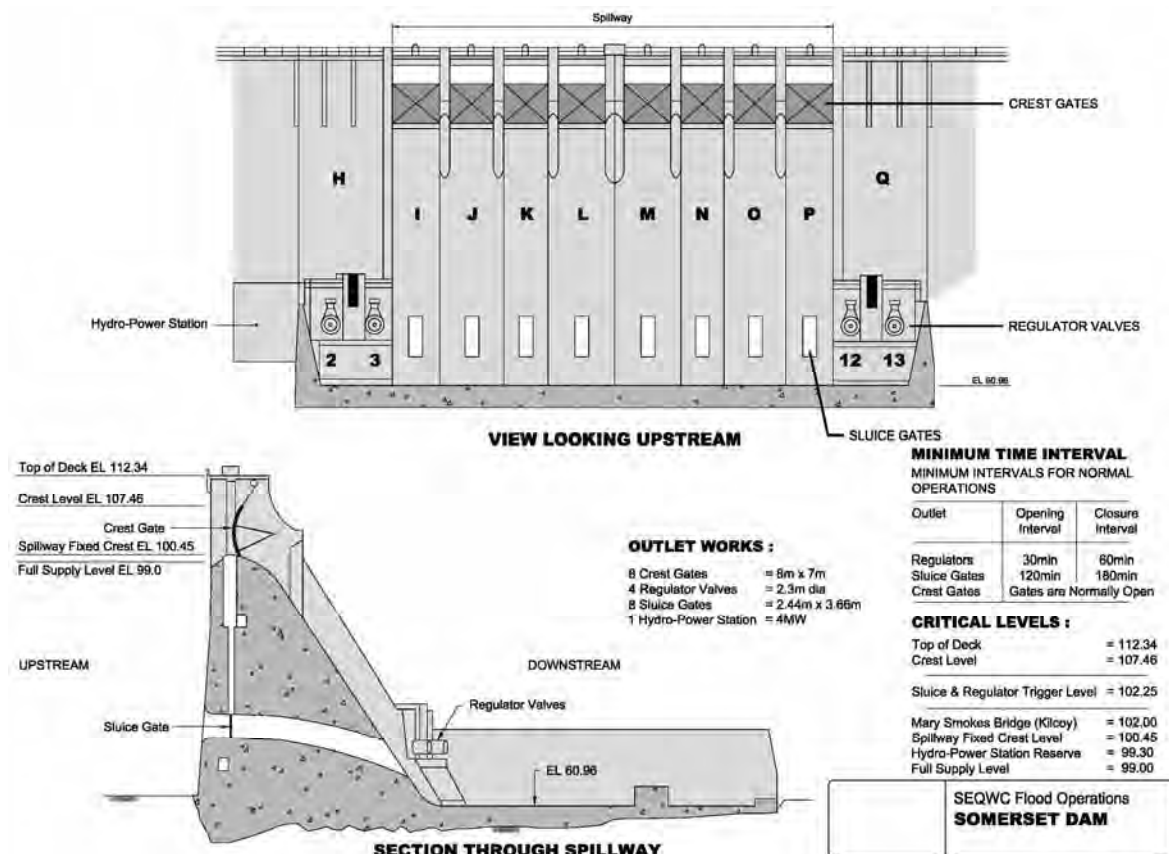 Spillway
CREST GATES
H
Q
I J K L M N O P
Hydro-Power Station
REGULATOR VALVES
2 3
12 13
EL 60.96
VIEW LOOKING UPSTREAM
SLUICE GATES
Top of Deck EL 112.34
Crest Level EL 107.46
Crest Gate
Spillway Fixed Crest EL 100.45
Full Supply Level EL 99.0
UPSTREAM
DOWNSTREAM
Sluice Gate
Regulator Valves
EL 60.96
SECTION THROUGH SPILLWAY
OUTLET WORKS :
8 Crest Gates = 8m x 7m
4 Regulator Valves = 2.3m dia
8 Sluice Gates = 2.44m x 3.66m
1 Hydro-Power Station = 4MW
MINIMUM TIME INTERVAL
MINIMUM INTERVALS FOR NORMAL
OPERATIONS
Outlet Opening Closure
Interval Interval
Regulators 30min 60min
Sluice Gates 120min 180min
Crest Gates Gates are Normally Open
CRITICAL LEVELS :
Top of Deck = 112.34
Crest Level = 107.46
Sluice & Regulator Trigger Level = 102.25
Mary Smokes Bridge (Kilcoy) = 102.00
Spillway Fixed Crest Level = 100.45
Hydro-Power Station Reserve = 99.30
Full Supply Level = 99.00
SEQWC Flood Operations
SOMERSET DAM